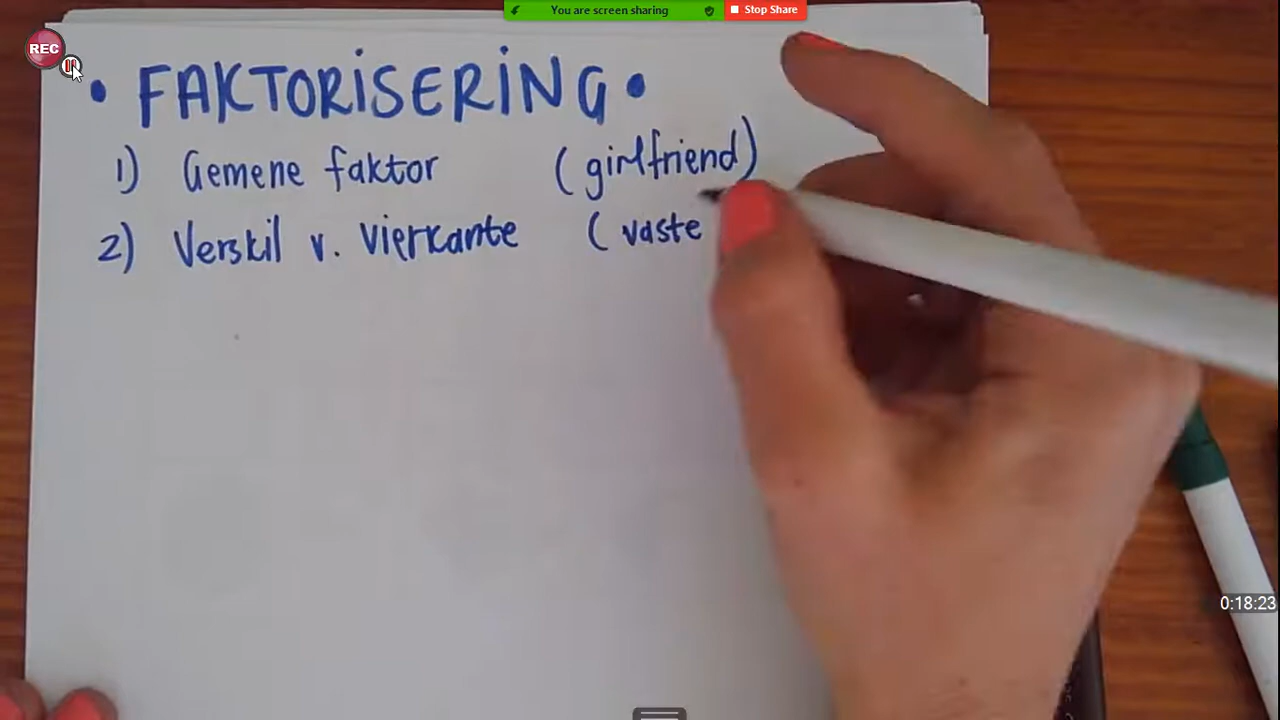 You are screen sharing Stop Share
REC
• FAKTORISERING •
1) Gemene faktor (girlfriend)
2) Verskil v. Vierkante (vaste
0:18:23